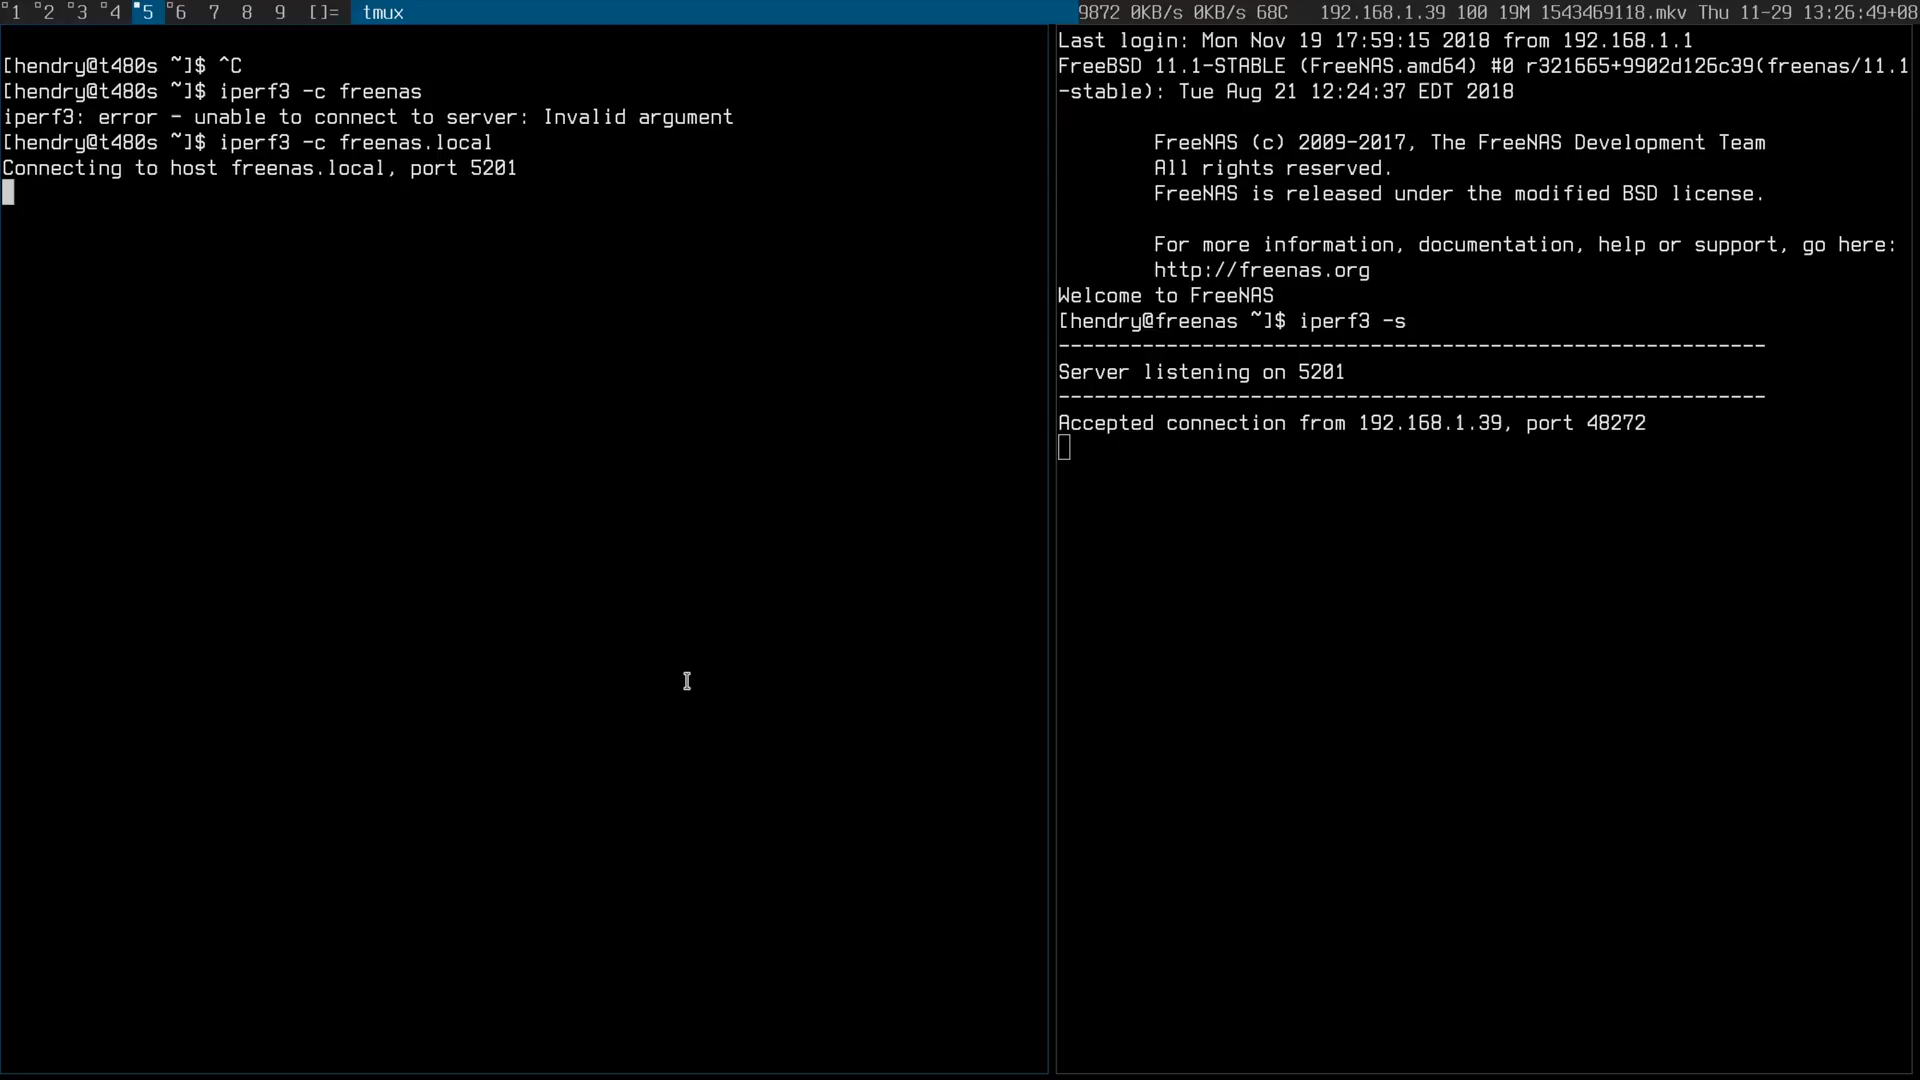 1 2 3 4 5 6 7 8 9 []= tmux 9872 0KB/s 0KB/s 68C 192.168.1.39 100 19M 1543469118.mkv Thu 11-29 13:26:49+08
[hendry@t480s ~]$ ^C
[hendry@t480s ~]$ iperf3 -c freenas
iperf3: error - unable to connect to server: Invalid argument
[hendry@t480s ~]$ iperf3 -c freenas.local
Connecting to host freenas.local, port 5201
Last login: Mon Nov 19 17:59:15 2018 from 192.168.1.1
FreeBSD 11.1-STABLE (FreeNAS.amd64) #0 r321665+9902d126c39(freenas/11.1
-stable): Tue Aug 21 12:24:37 EDT 2018
FreeNAS (c) 2009-2017, The FreeNAS Development Team
All rights reserved.
FreeNAS is released under the modified BSD license.
For more information, documentation, help or support, go here:
http://freenas.org
Welcome to FreeNAS
[hendry@freenas ~]$ iperf3 -s
-----------------------------------------------------------
Server listening on 5201
-----------------------------------------------------------
Accepted connection from 192.168.1.39, port 48272